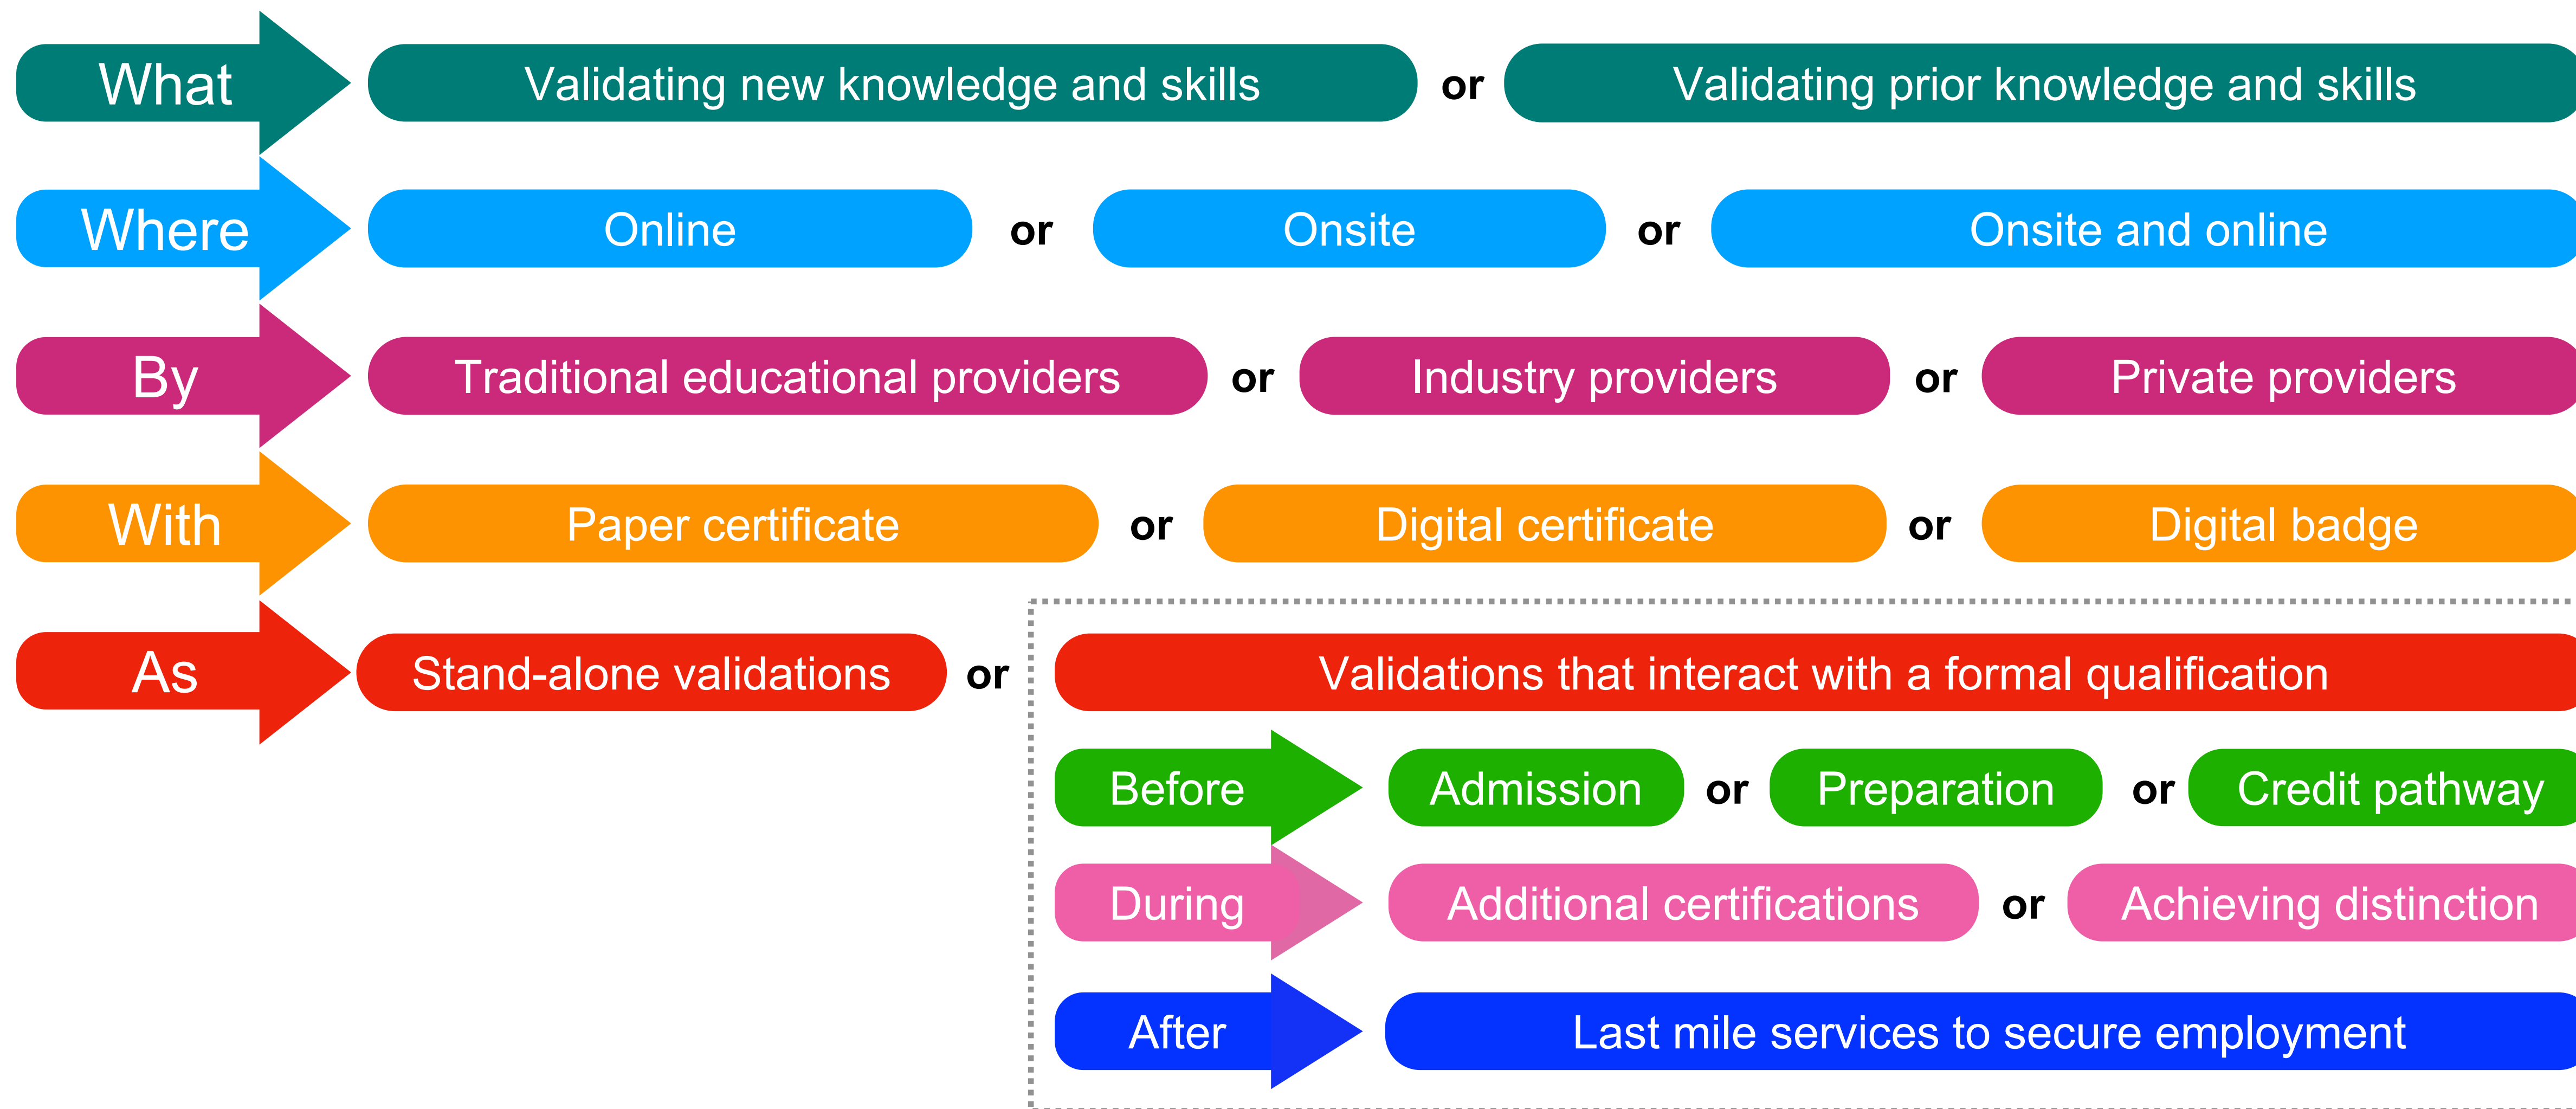 What Validating new knowledge and skills or Validating prior knowledge and skills
Where Online or Onsite or Onsite and online
By Traditional educational providers or Industry providers or Private providers
With Paper certificate or Digital certificate or Digital badge
As Stand-alone validations or Validations that interact with a formal qualification
Before Admission or Preparation or Credit pathway
During Additional certifications or Achieving distinction
After Last mile services to secure employment